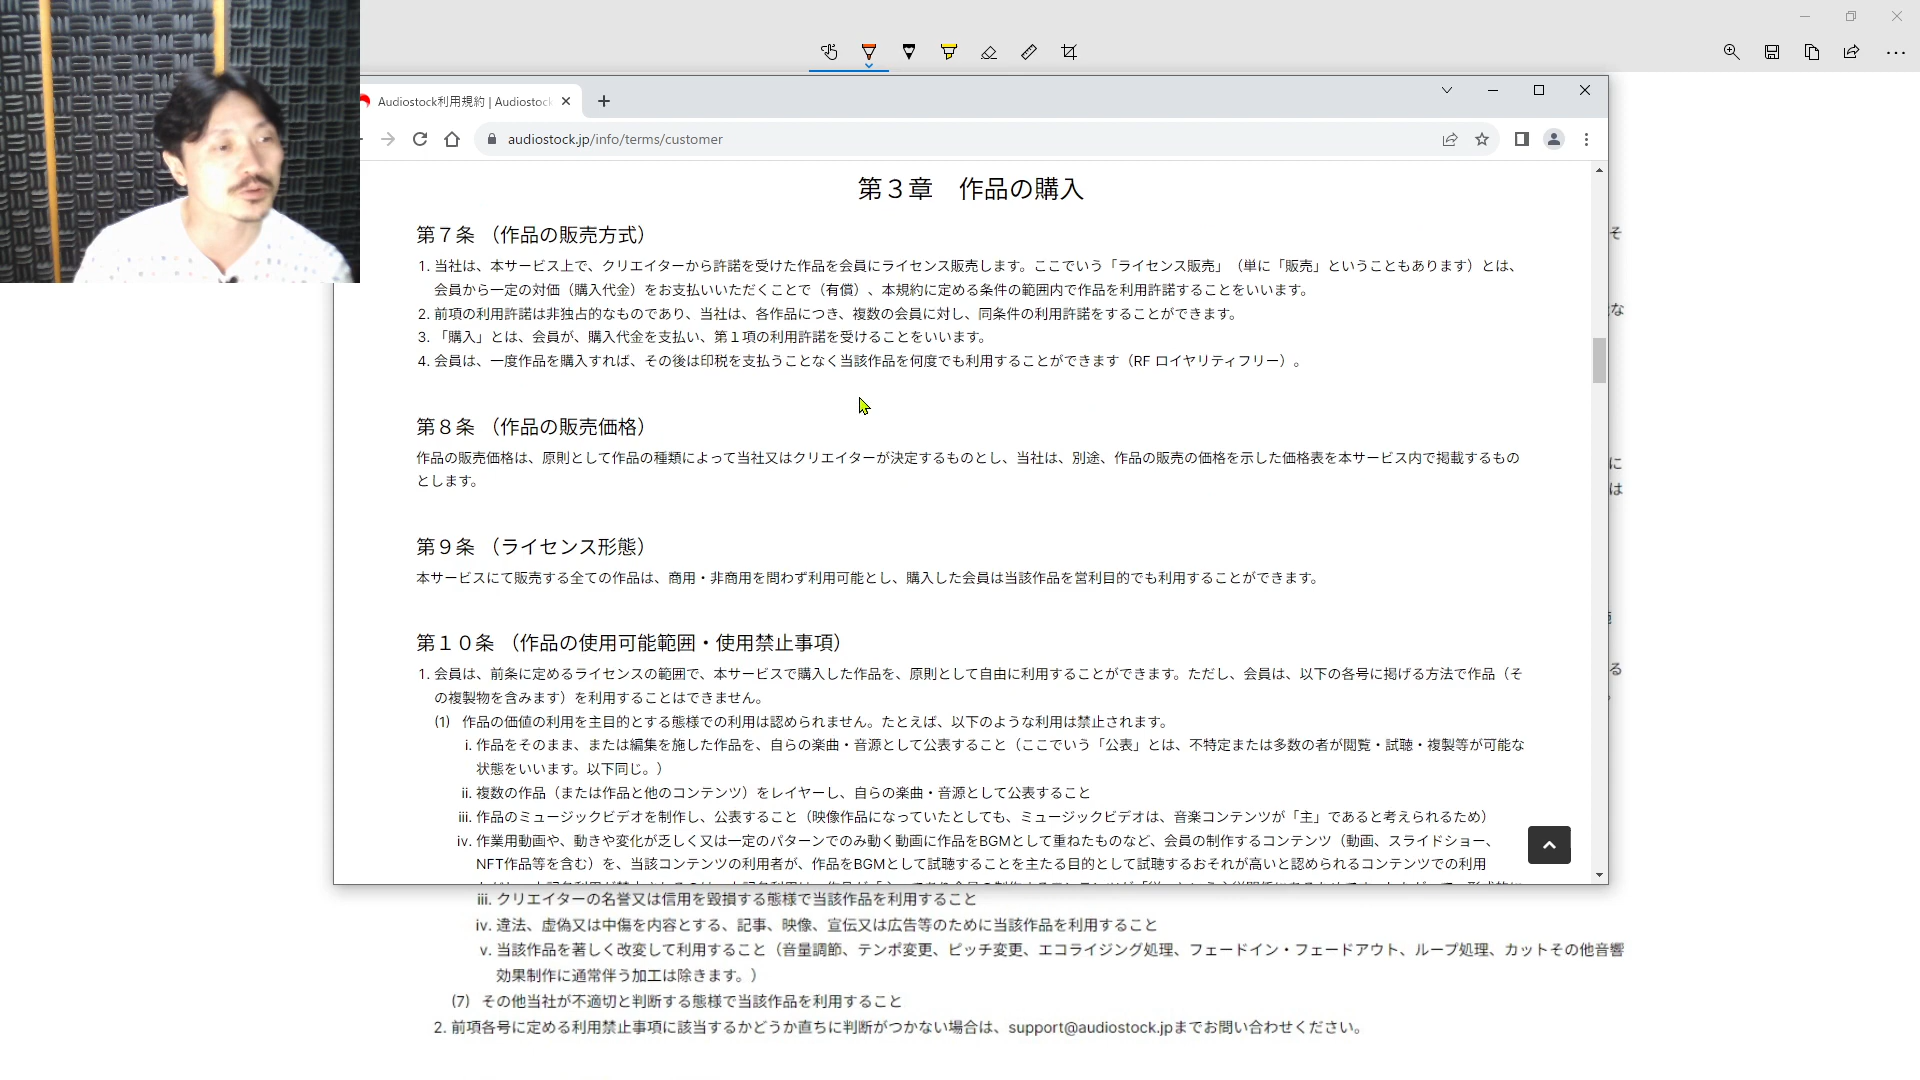 Audiostock利用規約 | Audiostock
audiostock.jp/info/terms/customer
第３章　作品の購入
第７条 （作品の販売方式）
1. 当社は、本サービス上で、クリエイターから許諾を受けた作品を会員にライセンス販売します。ここでいう「ライセンス販売」（単に「販売」ということもあります）とは、
会員から一定の対価（購入代金）をお支払いいただくことで（有償）、本規約に定める条件の範囲内で作品を利用許諾することをいいます。
2. 前項の利用許諾は非独占的なものであり、当社は、各作品につき、複数の会員に対し、同条件の利用許諾をすることができます。
3. 「購入」とは、会員が、購入代金を支払い、第１項の利用許諾を受けることをいいます。
4. 会員は、一度作品を購入すれば、その後は印税を支払うことなく当該作品を何度でも利用することができます（RF ロイヤリティフリー）。
第８条 （作品の販売価格）
作品の販売価格は、原則として作品の種類によって当社又はクリエイターが決定するものとし、当社は、別途、作品の販売の価格を示した価格表を本サービス内で掲載するもの
とします。
第９条 （ライセンス形態）
本サービスにて販売する全ての作品は、商用・非商用を問わず利用可能とし、購入した会員は当該作品を営利目的でも利用することができます。
第１０条 （作品の使用可能範囲・使用禁止事項）
1. 会員は、前条に定めるライセンスの範囲で、本サービスで購入した作品を、原則として自由に利用することができます。ただし、会員は、以下の各号に掲げる方法で作品（そ
の複製物を含みます）を利用することはできません。
(1) 作品の価値の利用を主目的とする態様での利用は認められません。たとえば、以下のような利用は禁止されます。
i. 作品をそのまま、または編集を施した作品を、自らの楽曲・音源として公表すること（ここでいう「公表」とは、不特定または多数の者が閲覧・試聴・複製等が可能な
状態をいいます。以下同じ。）
ii. 複数の作品（または作品と他のコンテンツ）をレイヤーし、自らの楽曲・音源として公表すること
iii. 作品のミュージックビデオを制作し、公表すること（映像作品になっていたとしても、ミュージックビデオは、音楽コンテンツが「主」であると考えられるため）
iv. 作業用動画や、動きや変化が乏しく又は一定のパターンでのみ動く動画に作品をBGMとして重ねたものなど、会員の制作するコンテンツ（動画、スライドショー、
NFT作品等を含む）を、当該コンテンツの利用者が、作品をBGMとして試聴することを主たる目的として試聴するおそれが高いと認められるコンテンツでの利用
そ
な
に
は
る
iii. クリエイターの名誉又は信用を毀損する態様で当該作品を利用すること
iv. 違法、虚偽又は中傷を内容とする、記事、映像、宣伝又は広告等のために当該作品を利用すること
v. 当該作品を著しく改変して利用すること（音量調節、テンポ変更、ピッチ変更、エコライジング処理、フェードイン・フェードアウト、ループ処理、カットその他音響
効果制作に通常伴う加工は除きます。）
(7) その他当社が不適切と判断する態様で当該作品を利用すること
2. 前項各号に定める利用禁止事項に該当するかどうか直ちに判断がつかない場合は、support@audiostock.jpまでお問い合わせください。